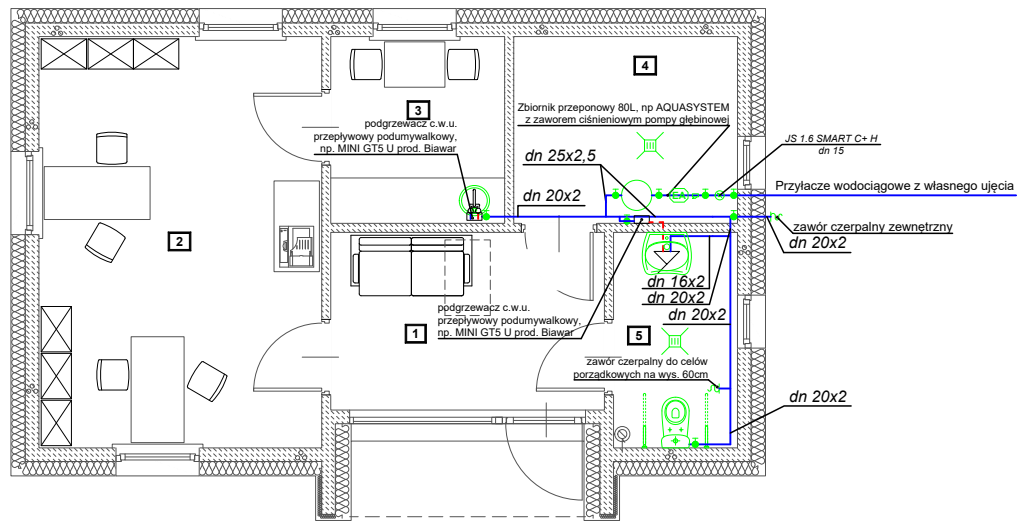 4
Zbiornik przeponowy 80L, np AQUASYSTEM
z zaworem ciśnieniowym pompy głębinowej
3
podgrzewacz c.w.u.
przepływowy podumywalkowy,
np. MINI GT5 U prod. Biawar
JS 1.6 SMART C+ H
dn 15
dn 25x2,5
Przyłacze wodociągowe z własnego ujęcia
dn 20x2
zawór czerpalny zewnętrzny
dn 20x2
2
dn 16x2
dn 20x2
dn 20x2
podgrzewacz c.w.u.
przepływowy podumywalkowy,
np. MINI GT5 U prod. Biawar
1
5
zawór czerpalny do celów
porządkowych na wys. 60cm
dn 20x2